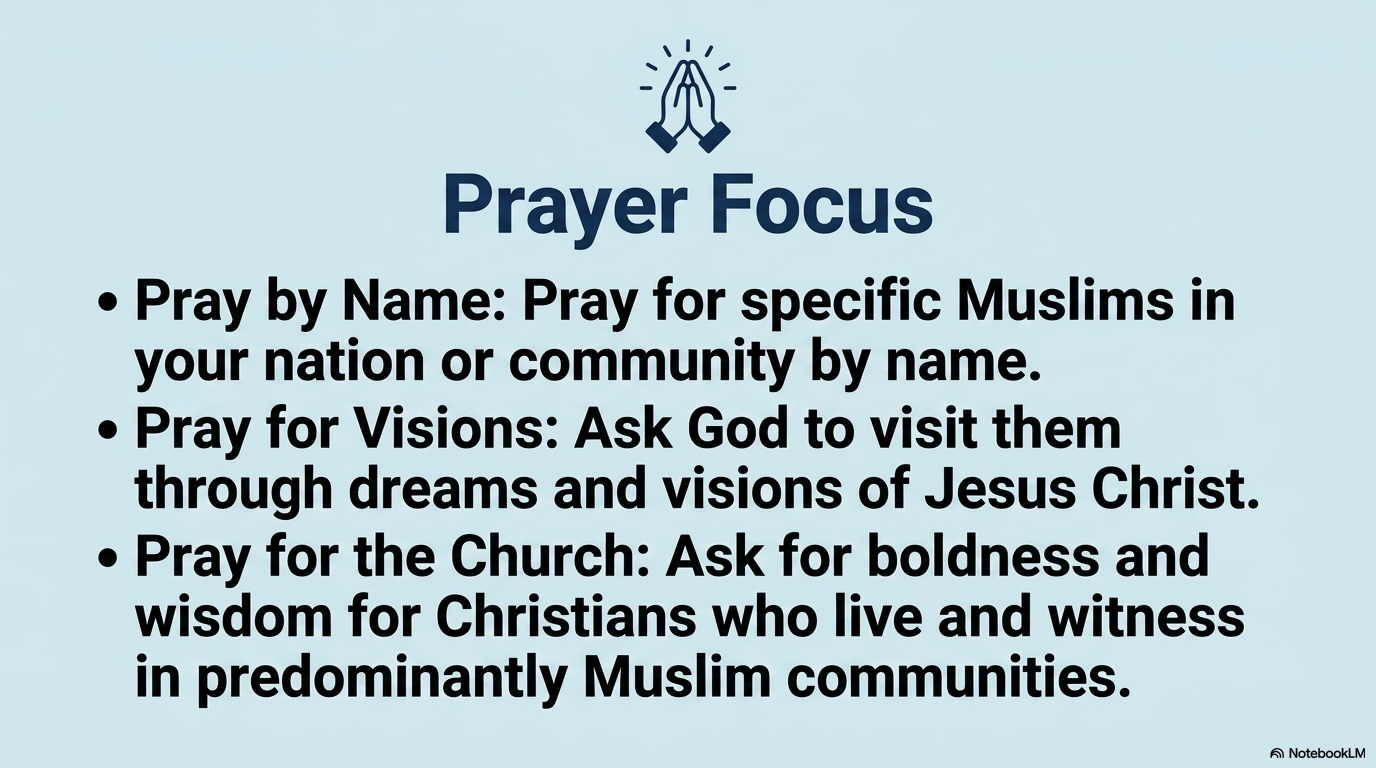 Prayer Focus
• Pray by Name: Pray for specific Muslims in
your nation or community by name.
• Pray for Visions: Ask God to visit them
through dreams and visions of Jesus Christ.
• Pray for the Church: Ask for boldness and
wisdom for Christians who live and witness
in predominantly Muslim communities.
NotebookLM